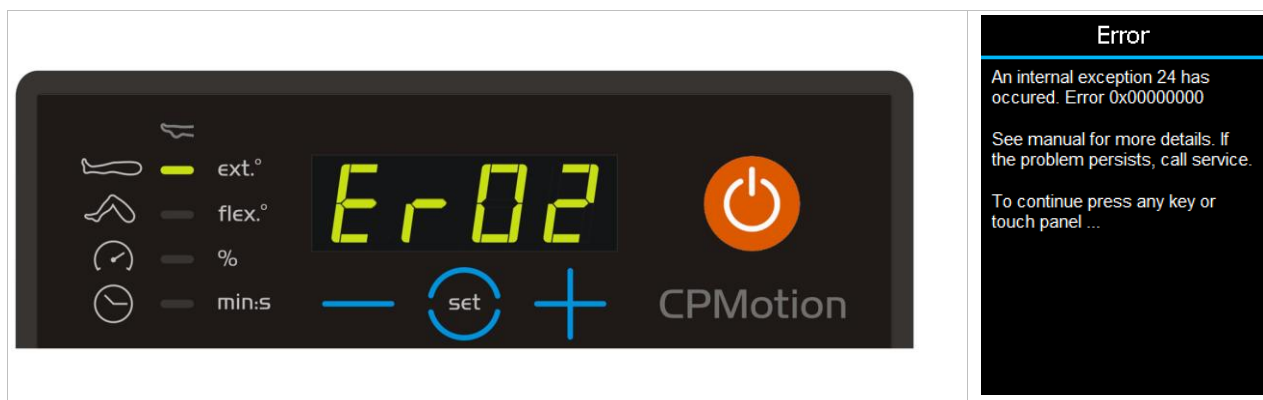 ext.°
flex.°
%
min:s
Er02
set
CPMotion
Error
An internal exception 24 has
occured. Error 0x00000000
See manual for more details. If
the problem persists, call service.
To continue press any key or
touch panel ...